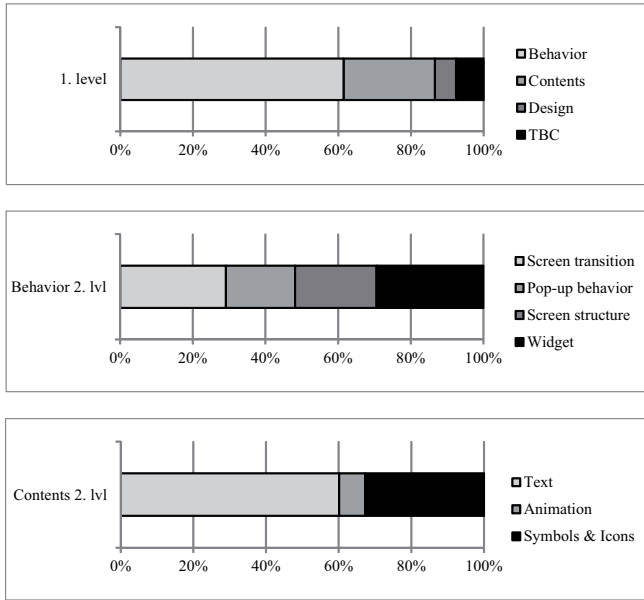 1. level
0% 20% 40% 60% 80% 100%
Behavior
Contents
Design
TBC
Behavior 2. lvl
0% 20% 40% 60% 80% 100%
Screen transition
Pop-up behavior
Screen structure
Widget
Contents 2. lvl
0% 20% 40% 60% 80% 100%
Text
Animation
Symbols & Icons